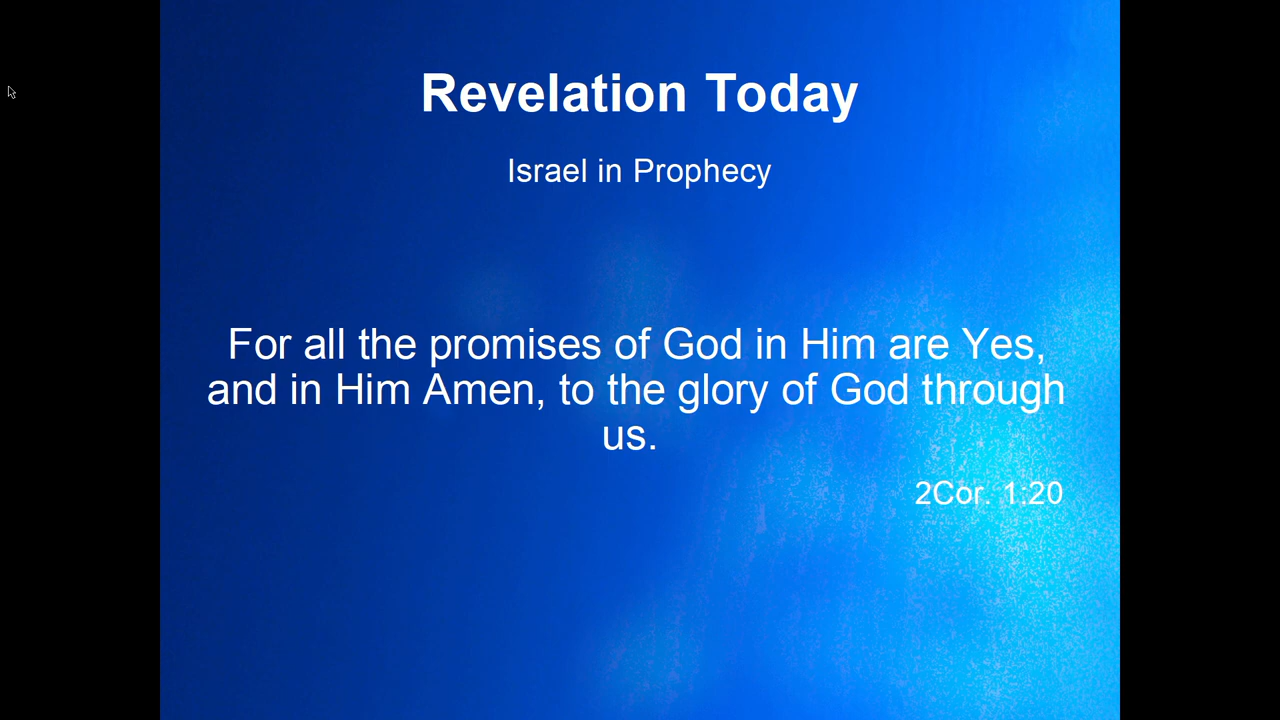 Revelation Today
Israel in Prophecy
For all the promises of God in Him are Yes,
and in Him Amen, to the glory of God through
us.
2Cor. 1:20